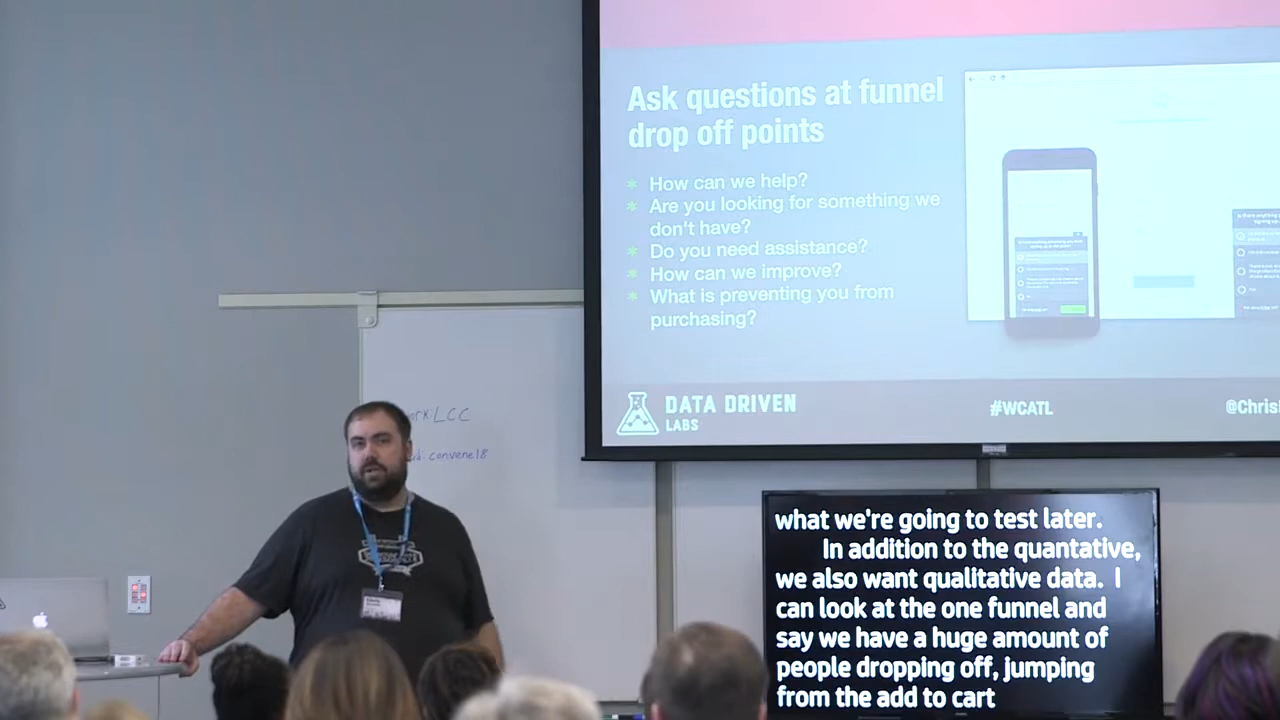 Ask questions at funnel
drop off points
* How can we help?
* Are you looking for something we
don't have?
* Do you need assistance?
* How can we improve?
* What is preventing you from
purchasing?
DATA DRIVEN
LABS
#WCATL
LCC
convene18
what we're going to test later.
In addition to the quantative,
we also want qualitative data. I
can look at the one funnel and
say we have a huge amount of
people dropping off, jumping
from the add to cart